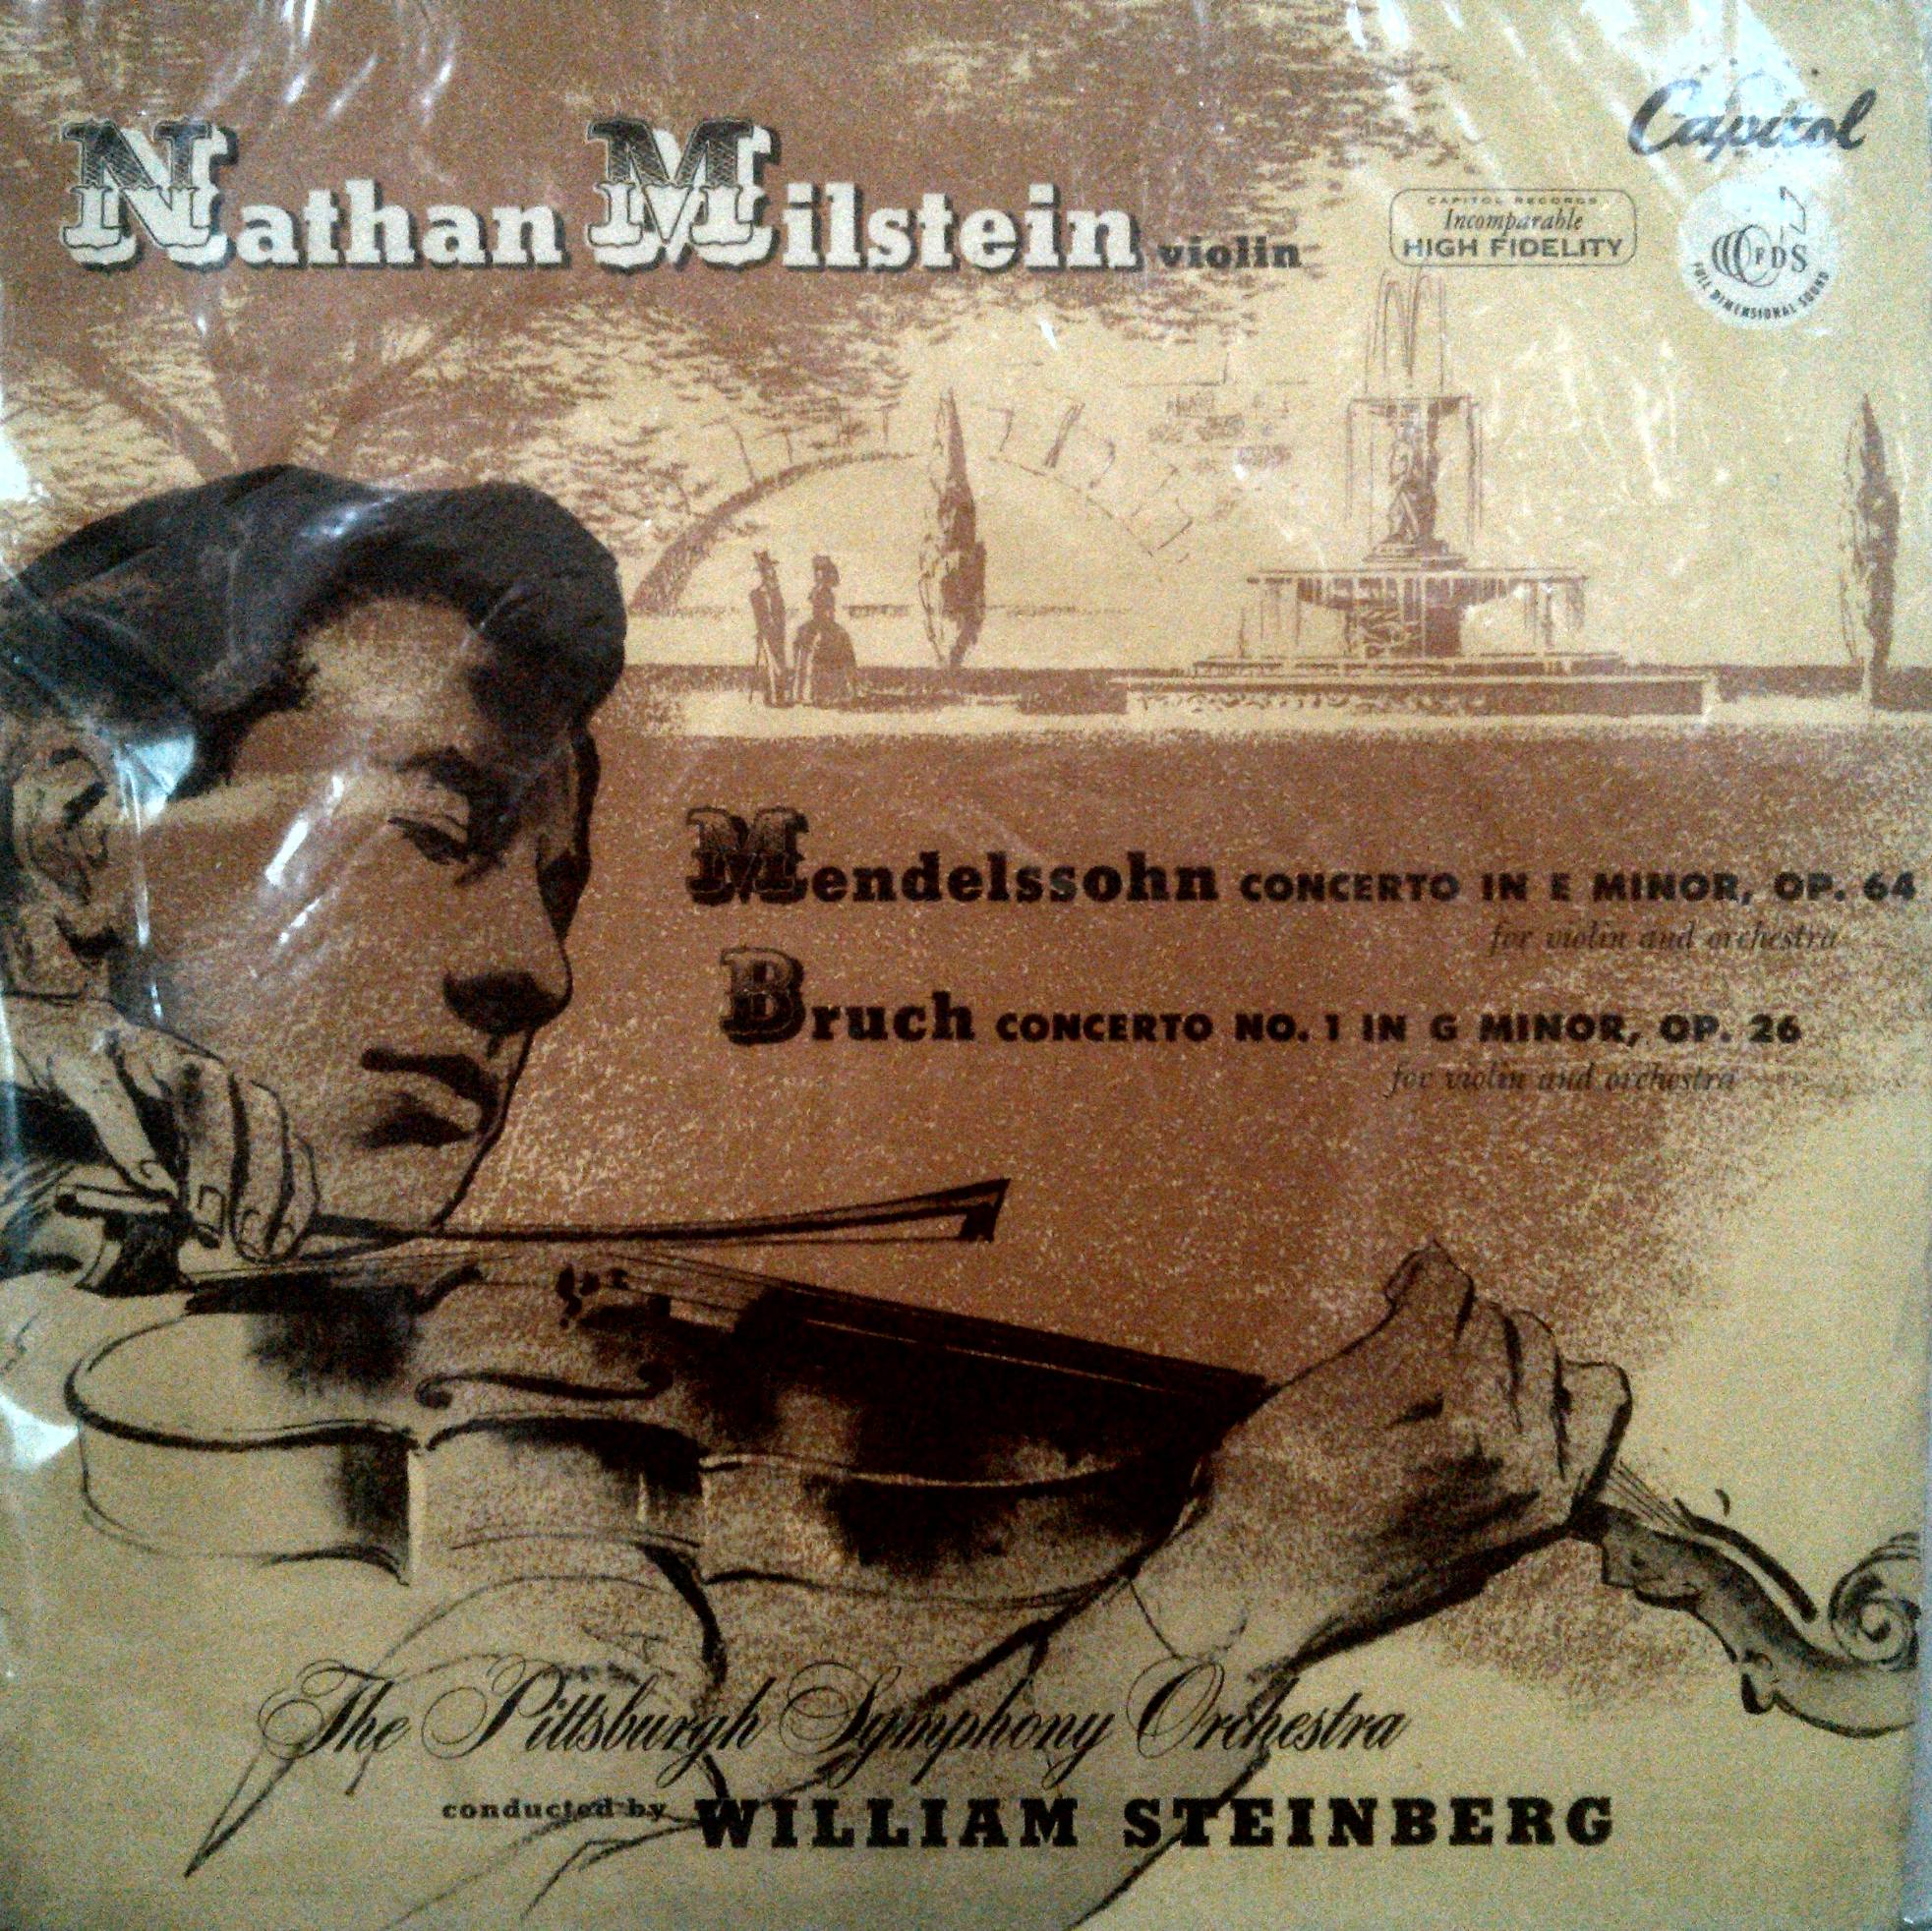 Nathan Milstein violin
Capitol
CAPITOL RECORDS
Incomparable
HIGH FIDELITY
FDS
FULL DIMENSIONAL SOUND
Mendelssohn CONCERTO IN E MINOR, OP. 64
for violin and orchestra
Bruch CONCERTO NO. 1 IN G MINOR, OP. 26
for violin and orchestra
The Pittsburgh Symphony Orchestra
conducted by WILLIAM STEINBERG